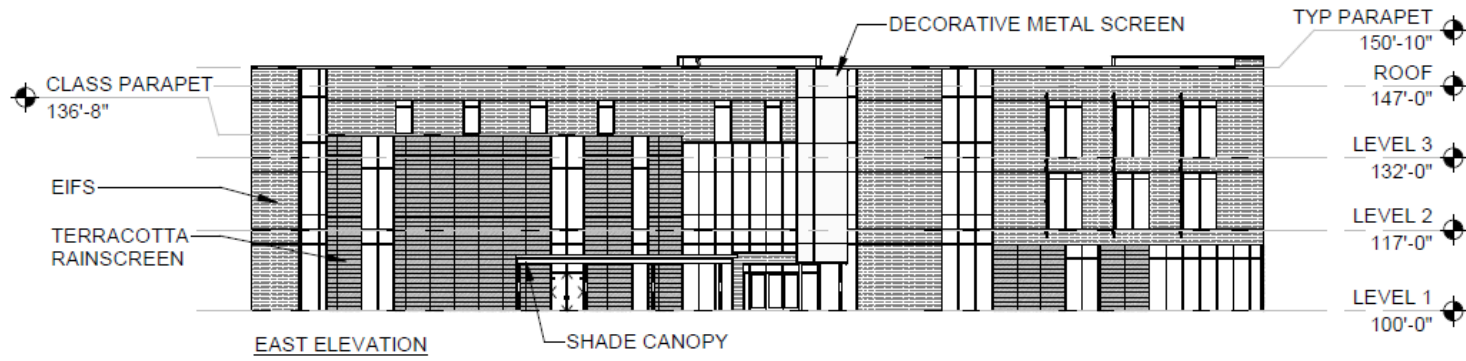 DECORATIVE METAL SCREEN
TYP PARAPET
150'-10"
CLASS PARAPET
136'-8"
ROOF
147'-0"
LEVEL 3
132'-0"
EIFS
LEVEL 2
117'-0"
TERRACOTTA
RAINSCREEN
LEVEL 1
100'-0"
EAST ELEVATION
SHADE CANOPY